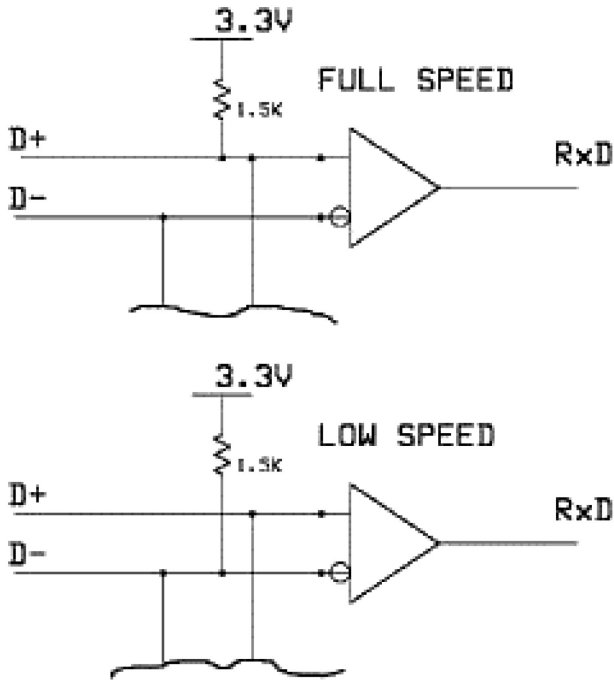 3.3V
FULL SPEED
1.5K
D+
RxD
D-
3.3V
LOW SPEED
1.5K
D+
RxD
D-